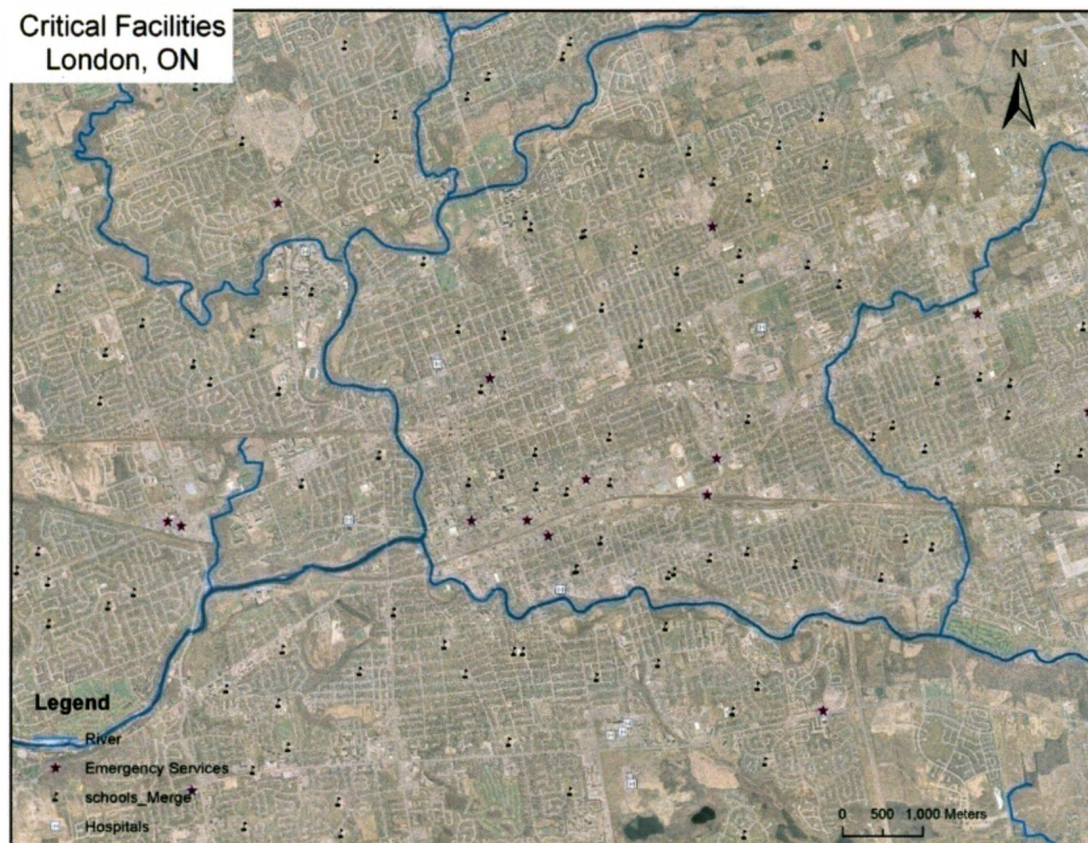 Critical Facilities
London, ON
N
Legend
River
Emergency Services
schools_Merge
Hospitals
0 500 1,000 Meters